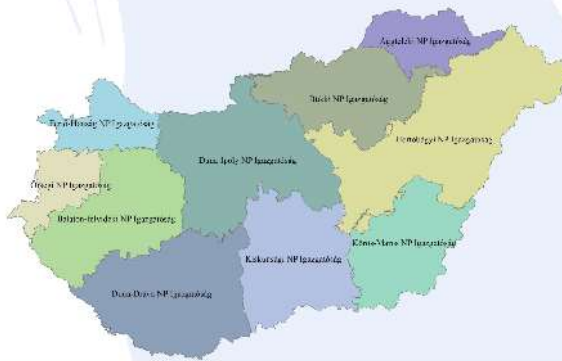 Aggteleki NP Igazgatóság
Bükki NP Igazgatóság
Hortobágyi NP Igazgatóság
Fertő-Hanság NP Igazgatóság
Duna-Ipoly NP Igazgatóság
Őrségi NP Igazgatóság
Balaton-felvidéki NP Igazgatóság
Körös-Maros NP Igazgatóság
Kiskunsági NP Igazgatóság
Duna-Dráva NP Igazgatóság